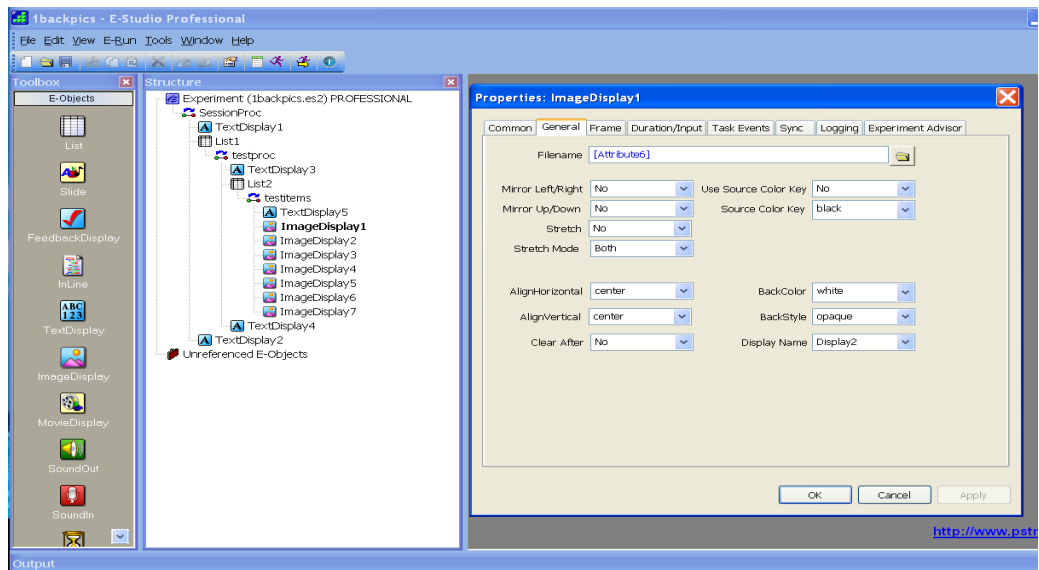 1backpics - E-Studio Professional
File Edit View E-Run Tools Window Help
Toolbox
E-Objects
List
Slide
FeedbackDisplay
InLine
ABC
123
TextDisplay
ImageDisplay
MovieDisplay
SoundOut
SoundIn
Structure
Experiment (1backpics.es2) PROFESSIONAL
SessionProc
TextDisplay1
List1
testproc
TextDisplay3
List2
testitems
TextDisplay5
ImageDisplay1
ImageDisplay2
ImageDisplay3
ImageDisplay4
ImageDisplay5
ImageDisplay6
ImageDisplay7
TextDisplay4
TextDisplay2
Unreferenced E-Objects
Properties: ImageDisplay1
Common General Frame Duration/Input Task Events Sync Logging Experiment Advisor
Filename [Attribute6]
Mirror Left/Right No Use Source Color Key No
Mirror Up/Down No Source Color Key black
Stretch No
Stretch Mode Both
AlignHorizontal center BackColor white
AlignVertical center BackStyle opaque
Clear After No Display Name Display2
OK Cancel Apply
http://www.pstn
Output